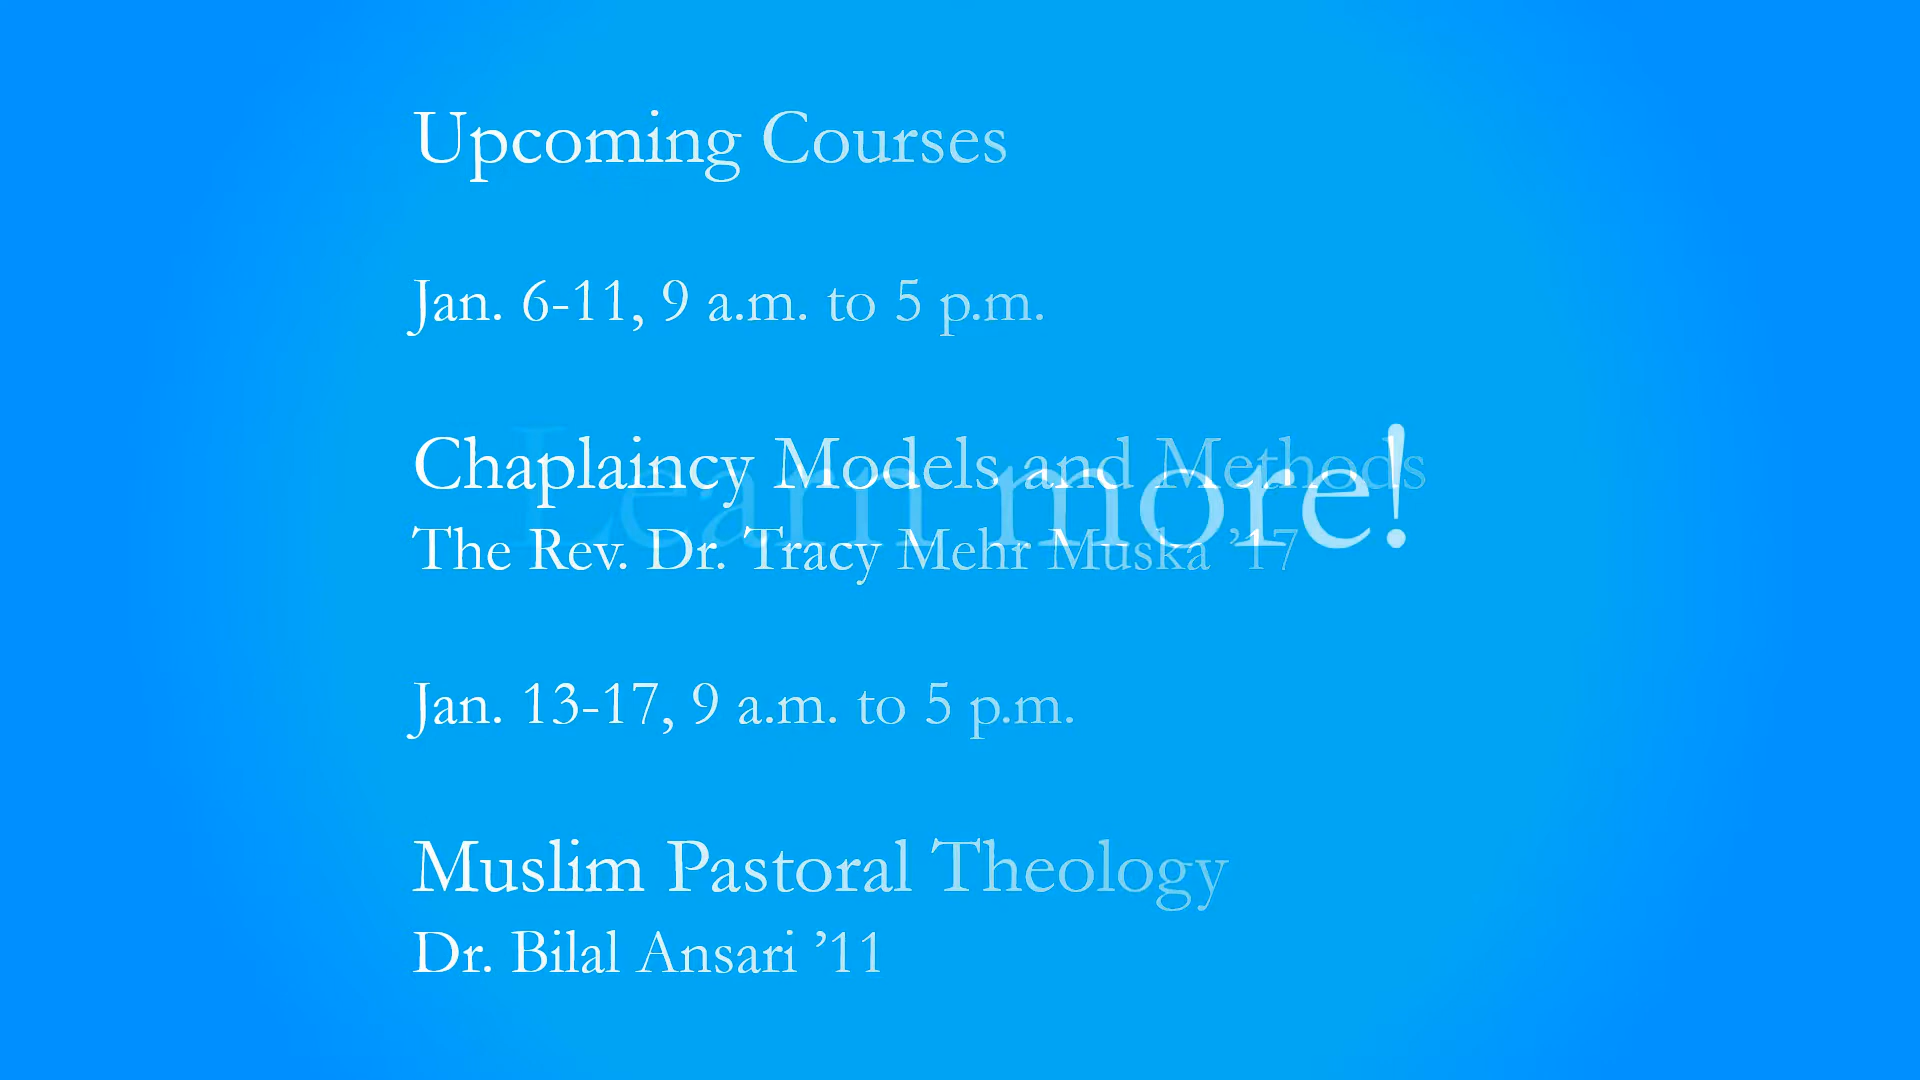 Upcoming Courses
Jan. 6-11, 9 a.m. to 5 p.m.
Chaplaincy Models and Methods
Learn more!
The Rev. Dr. Tracy Mehr Muska ’17
Jan. 13-17, 9 a.m. to 5 p.m.
Muslim Pastoral Theology
Dr. Bilal Ansari ’11